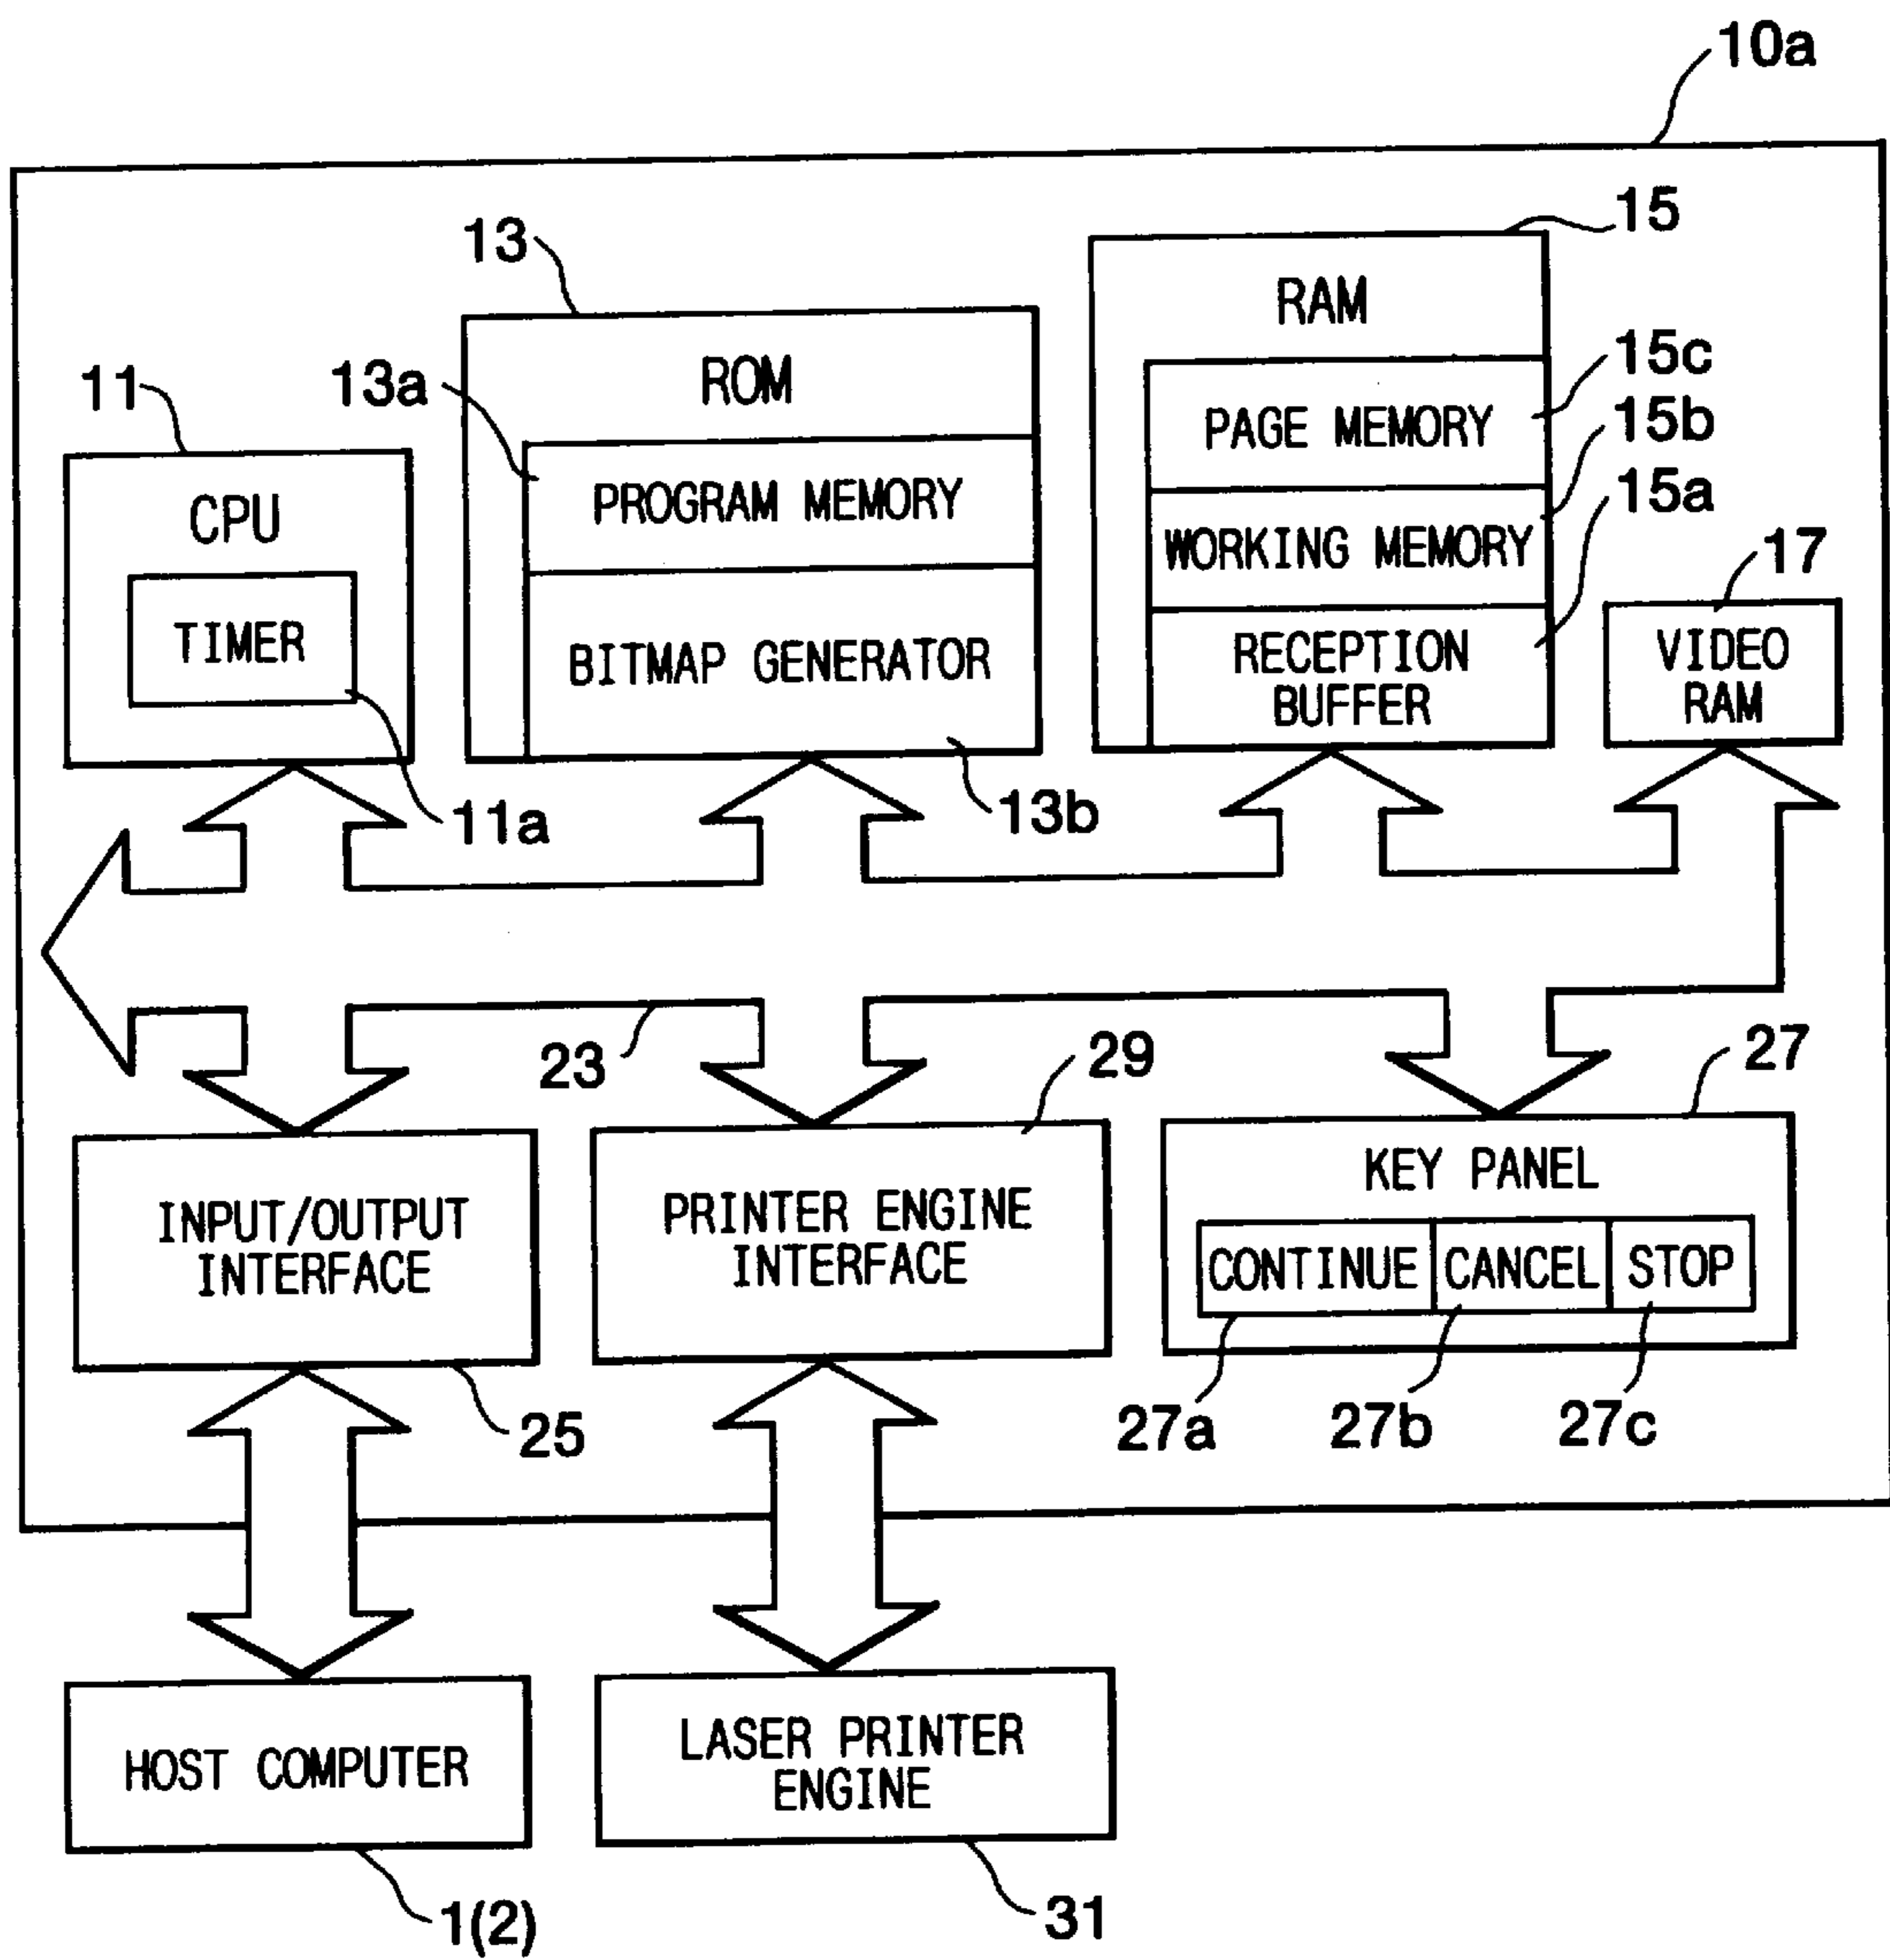 10a
13
15
RAM
ROM
11
13a
15c
PAGE MEMORY
15b
PROGRAM MEMORY
15a
CPU
WORKING MEMORY
17
TIMER
BITMAP GENERATOR
RECEPTION
BUFFER
VIDEO
RAM
11a
13b
23
29
27
KEY PANEL
INPUT/OUTPUT
INTERFACE
PRINTER ENGINE
INTERFACE
CONTINUE
CANCEL
STOP
25
27a
27b
27c
HOST COMPUTER
LASER PRINTER
ENGINE
1(2)
31